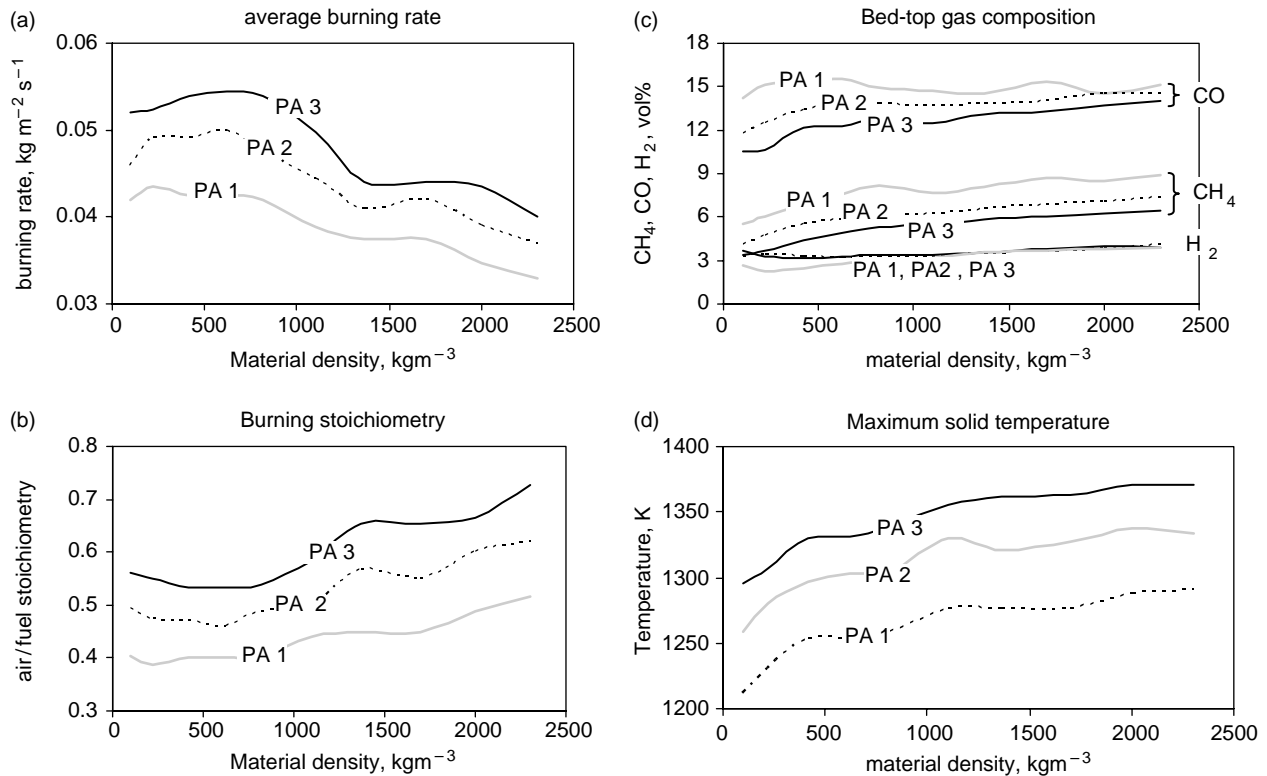 (a)
average burning rate
burning rate, kg m⁻² s⁻¹
0.06
0.05
0.04
0.03
PA 3
PA 2
PA 1
0 500 1000 1500 2000 2500
Material density, kgm⁻³
(c)
Bed-top gas composition
CH₄, CO, H₂, vol%
18
15
12
9
6
3
0
PA 1
PA 2
PA 3
CO
PA 1
PA 2
PA 3
CH₄
H₂
PA 1, PA2 , PA 3
0 500 1000 1500 2000 2500
material density, kgm⁻³
(b)
Burning stoichiometry
air/fuel stoichiometry
0.8
0.7
0.6
0.5
0.4
0.3
PA 3
PA 2
PA 1
0 500 1000 1500 2000 2500
Material density, kgm⁻³
(d)
Maximum solid temperature
Temperature, K
1400
1350
1300
1250
1200
PA 3
PA 2
PA 1
0 500 1000 1500 2000 2500
material density, kgm⁻³